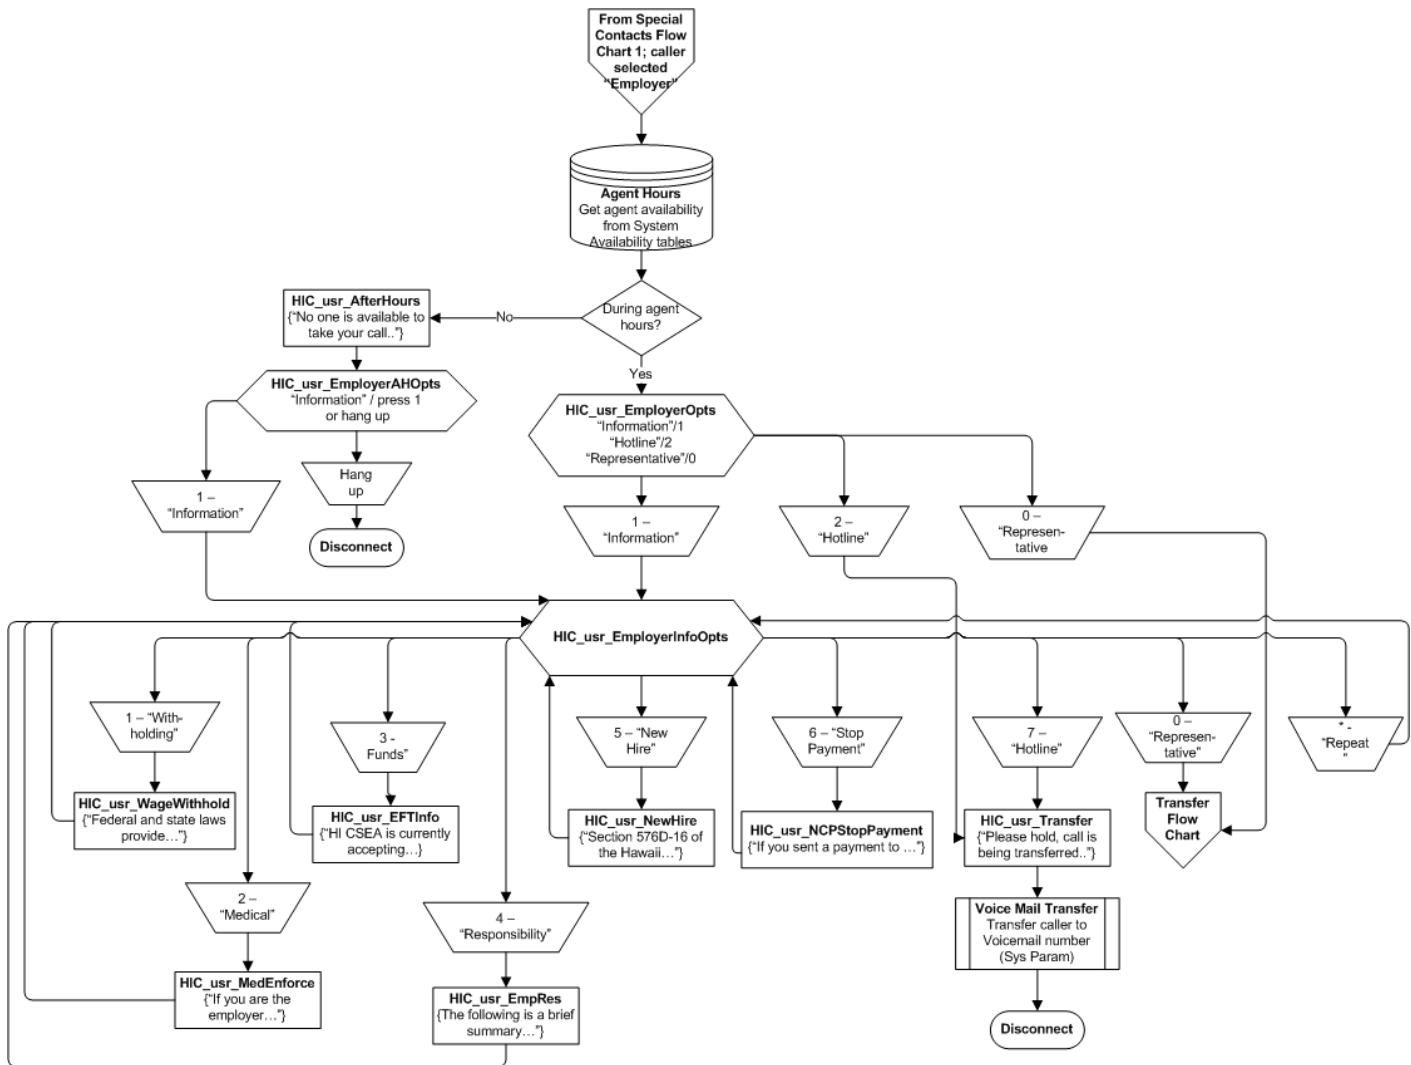 From Special
Contacts Flow
Chart 1; caller
selected
“Employer”
Agent Hours
Get agent availability
from System
Availability tables
During agent
hours?
No
Yes
HIC_usr_AfterHours
{“No one is available to
take your call..”}
HIC_usr_EmployerAHOpts
“Information” / press 1
or hang up
HIC_usr_EmployerOpts
“Information”/1
“Hotline”/2
“Representative”/0
1 –
“Information”
Hang
up
Disconnect
1 –
“Information”
2 –
“Hotline”
0 –
“Represen-
tative
HIC_usr_EmployerInfoOpts
1 – “With-
holding”
3 -
Funds”
5 – “New
Hire”
6 – “Stop
Payment”
7 –
“Hotline”
0 –
“Represen-
tative”
* -
“Repeat
”
HIC_usr_WageWithhold
{“Federal and state laws
provide…”}
HIC_usr_EFTInfo
{“HI CSEA is currently
accepting…}
HIC_usr_NewHire
{“Section 576D-16 of
the Hawaii…”}
HIC_usr_NCPStopPayment
{“If you sent a payment to …”}
HIC_usr_Transfer
{“Please hold, call is
being transferred..”}
Transfer
Flow
Chart
2 –
“Medical”
4 –
“Responsibility”
Voice Mail Transfer
Transfer caller to
Voicemail number
(Sys Param)
HIC_usr_MedEnforce
{“If you are the
employer…”}
HIC_usr_EmpRes
{The following is a brief
summary…”}
Disconnect